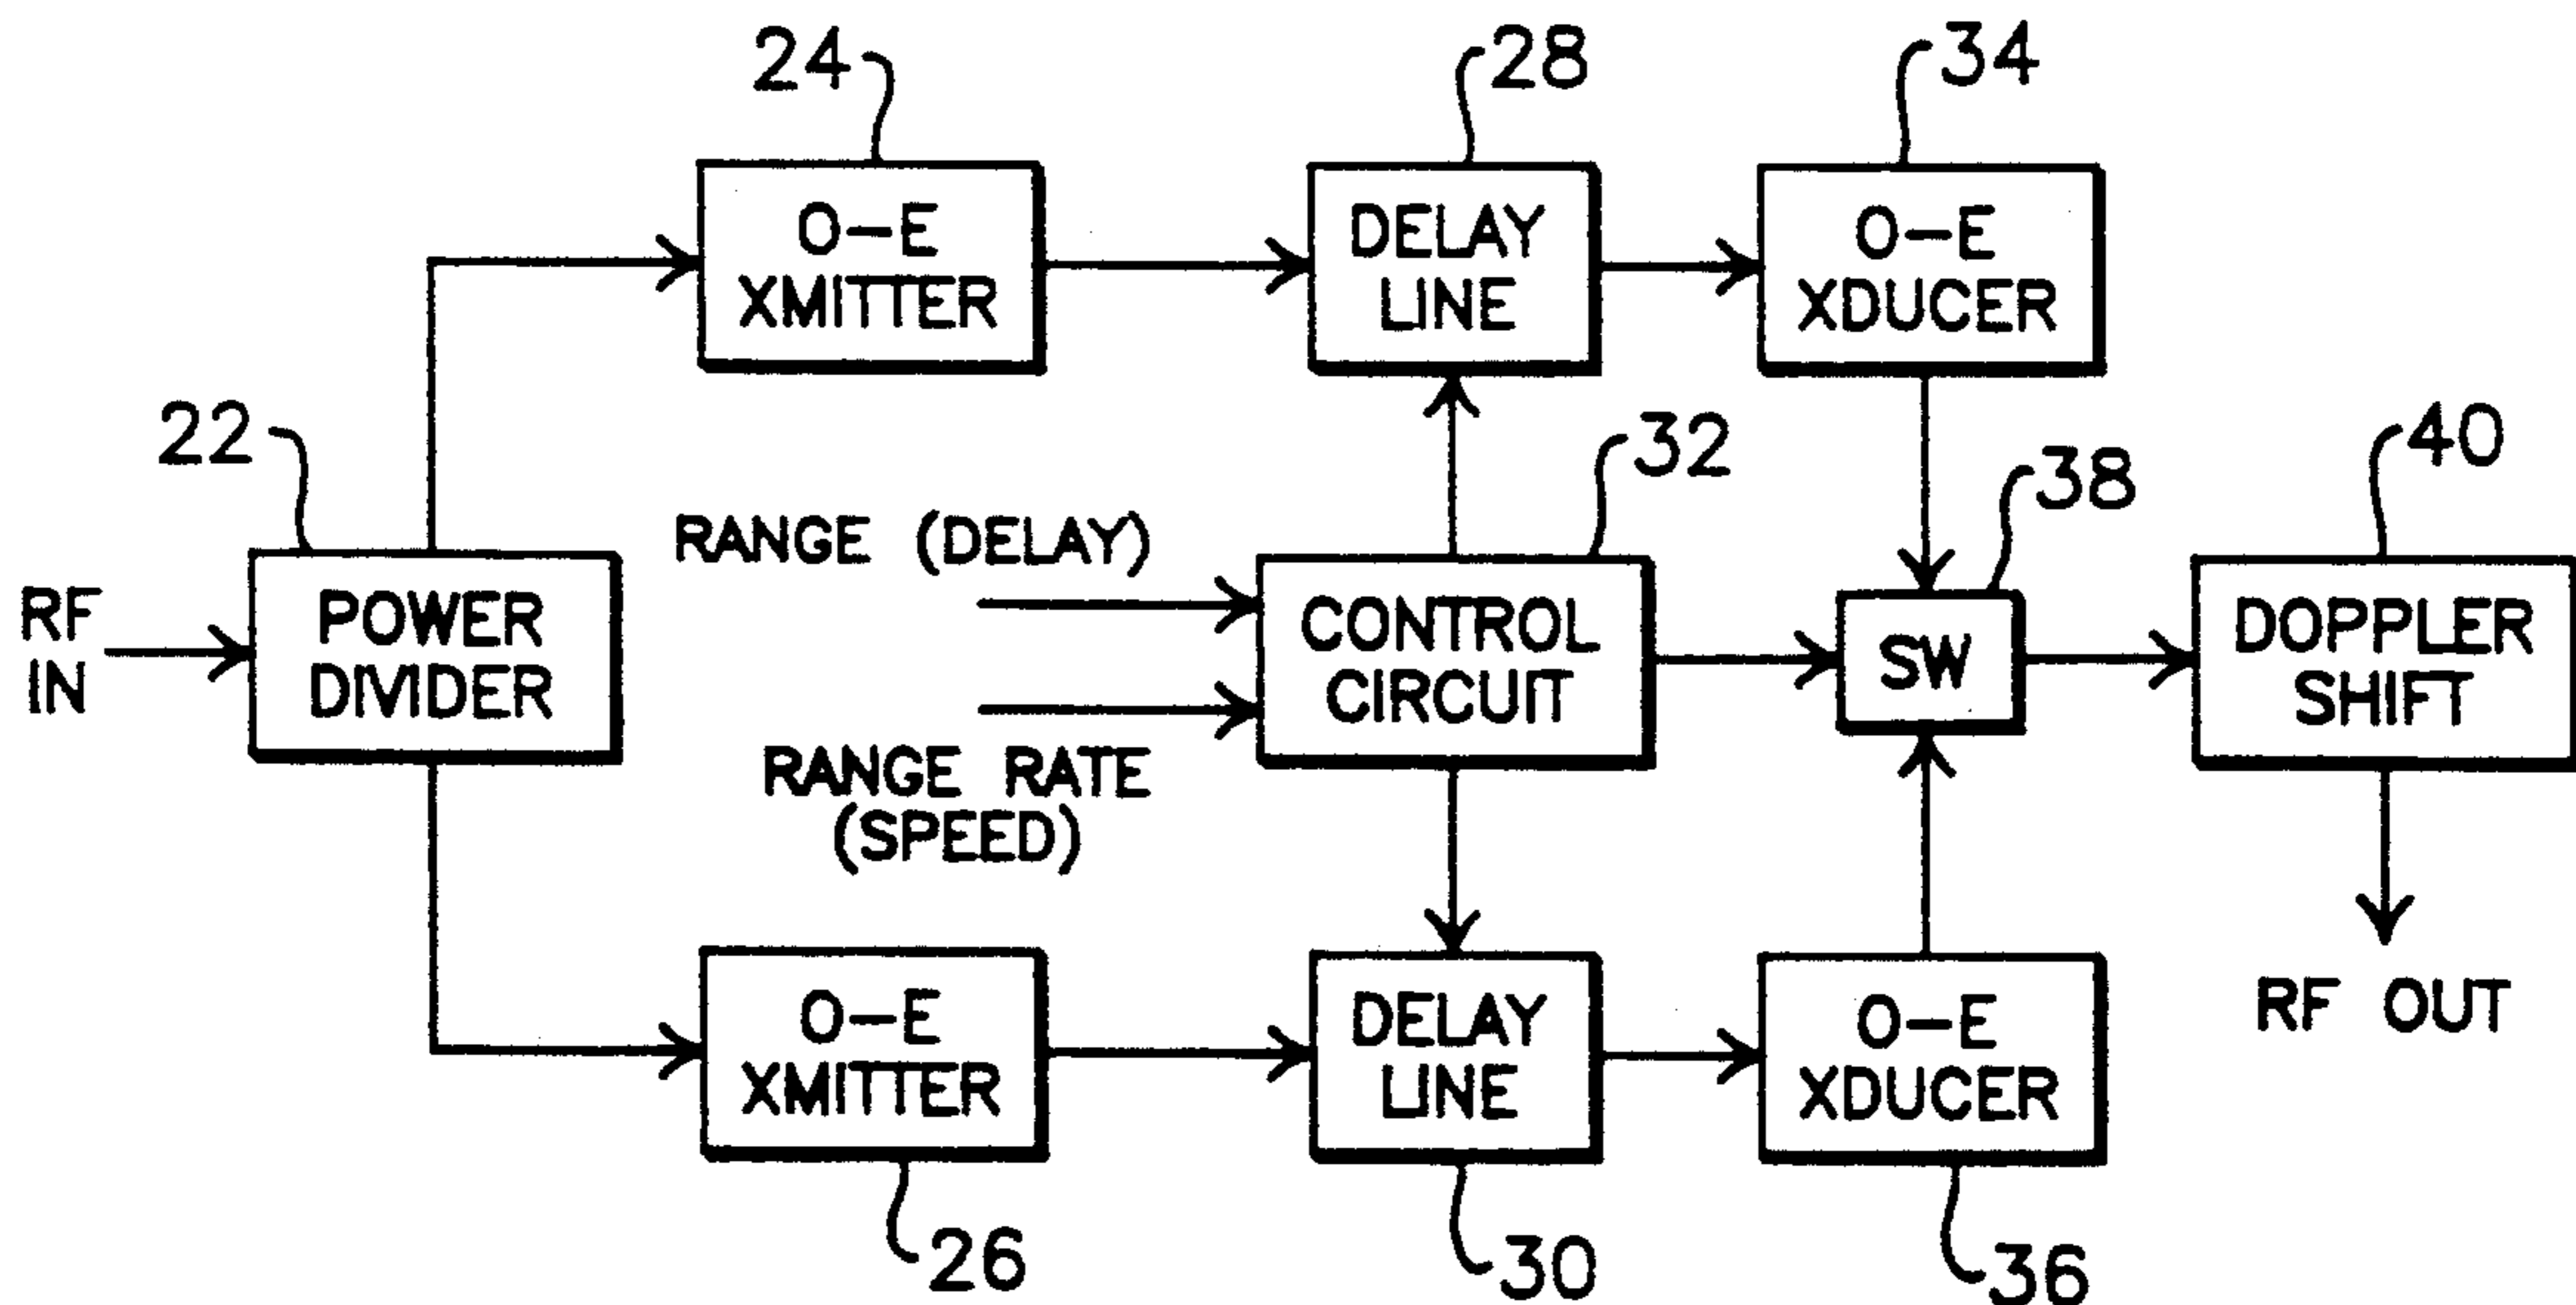 24
28
34
O-E
XMITTER
DELAY
LINE
O-E
XDUCER
22
32
38
40
RANGE (DELAY)
RF
IN
POWER
DIVIDER
CONTROL
CIRCUIT
SW
DOPPLER
SHIFT
RANGE RATE
(SPEED)
O-E
XMITTER
DELAY
LINE
O-E
XDUCER
RF OUT
26
30
36